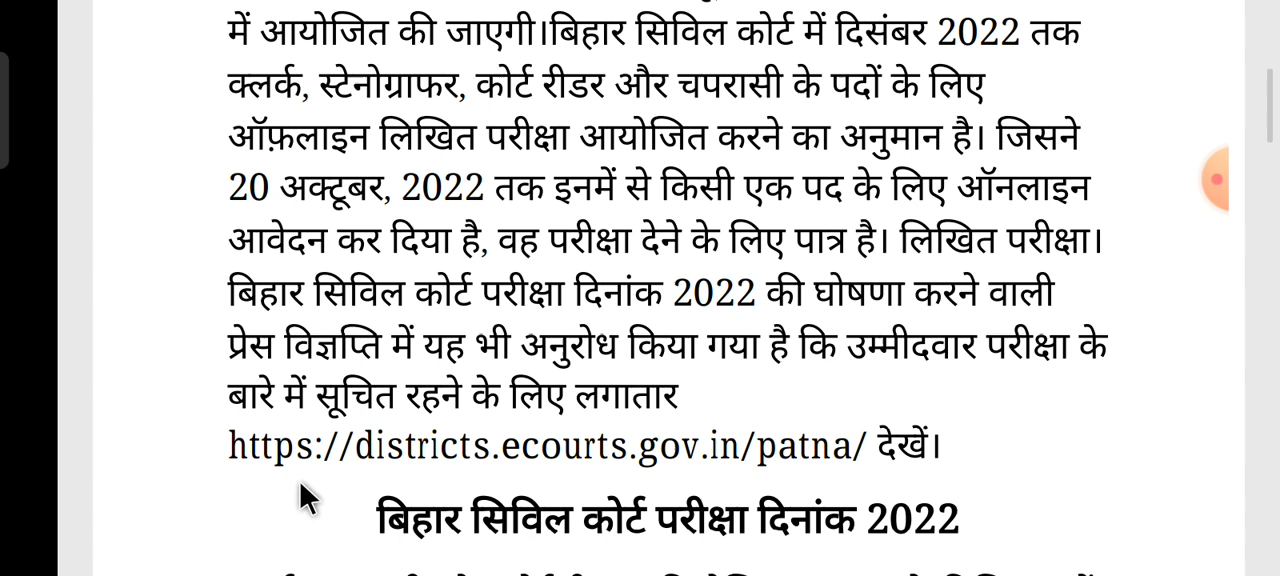 में आयोजित की जाएगी।बिहार सिविल कोर्ट में दिसंबर 2022 तक
क्लर्क, स्टेनोग्राफर, कोर्ट रीडर और चपरासी के पदों के लिए
ऑफ़लाइन लिखित परीक्षा आयोजित करने का अनुमान है। जिसने
20 अक्टूबर, 2022 तक इनमें से किसी एक पद के लिए ऑनलाइन
आवेदन कर दिया है, वह परीक्षा देने के लिए पात्र है। लिखित परीक्षा।
बिहार सिविल कोर्ट परीक्षा दिनांक 2022 की घोषणा करने वाली
प्रेस विज्ञप्ति में यह भी अनुरोध किया गया है कि उम्मीदवार परीक्षा के
बारे में सूचित रहने के लिए लगातार
https://districts.ecourts.gov.in/patna/ देखें।
बिहार सिविल कोर्ट परीक्षा दिनांक 2022